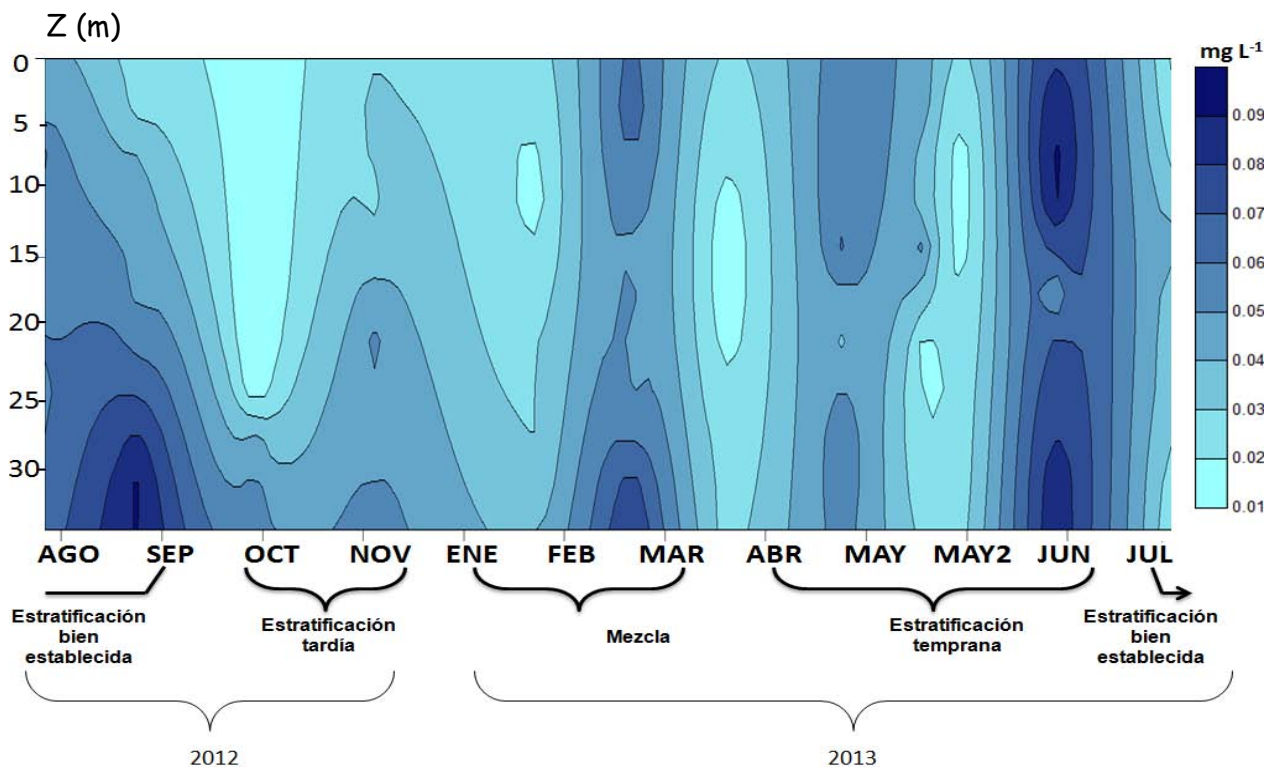 Z (m)
mg L-1
0
5
10
15
20
25
30
0.09
0.08
0.07
0.06
0.05
0.04
0.03
0.02
0.01
AGO SEP OCT NOV ENE FEB MAR ABR MAY MAY2 JUN JUL
Estratificación
bien
establecida
Estratificación
tardía
Mezcla
Estratificación
temprana
Estratificación
bien
establecida
2012
2013